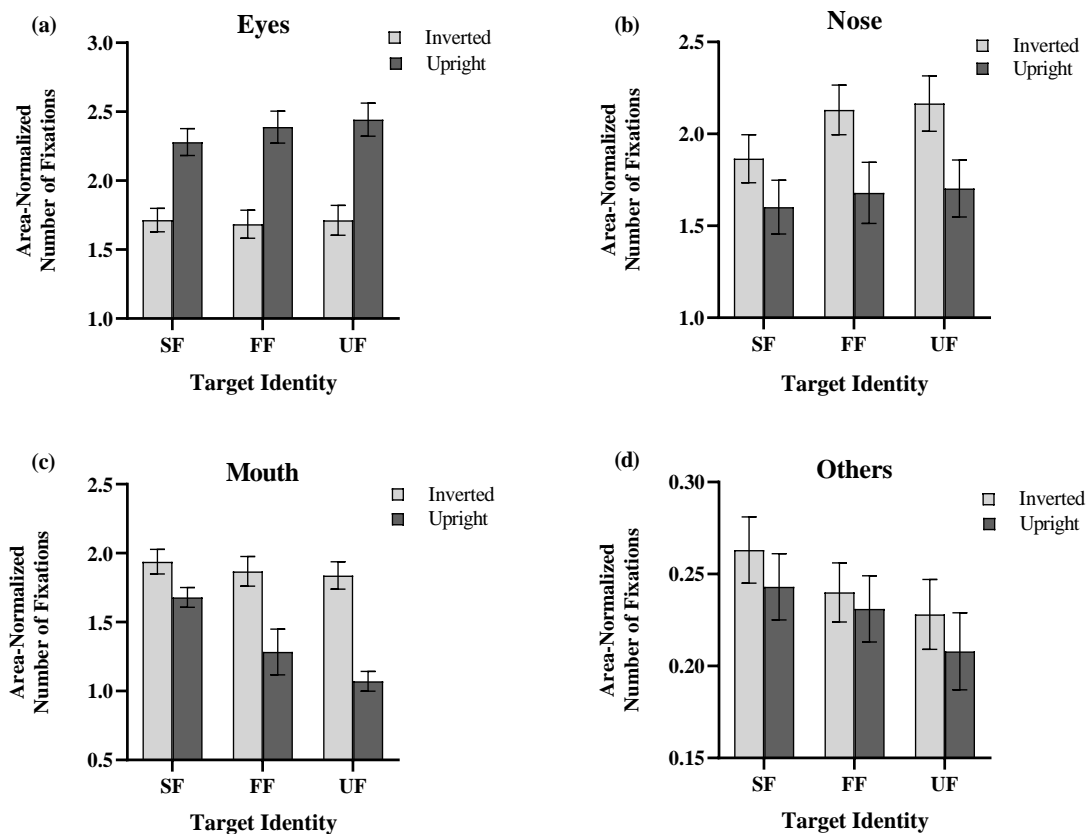 (a)
Eyes
Inverted
Upright
Area-Normalized
Number of Fixations
3.0
2.5
2.0
1.5
1.0
SF FF UF
Target Identity
(b)
Nose
Inverted
Upright
Area-Normalized
Number of Fixations
2.5
2.0
1.5
1.0
SF FF UF
Target Identity
(c)
Mouth
Inverted
Upright
Area-Normalized
Number of Fixations
2.5
2.0
1.5
1.0
0.5
SF FF UF
Target Identity
(d)
Others
Inverted
Upright
Area-Normalized
Number of Fixations
0.30
0.25
0.20
0.15
SF FF UF
Target Identity